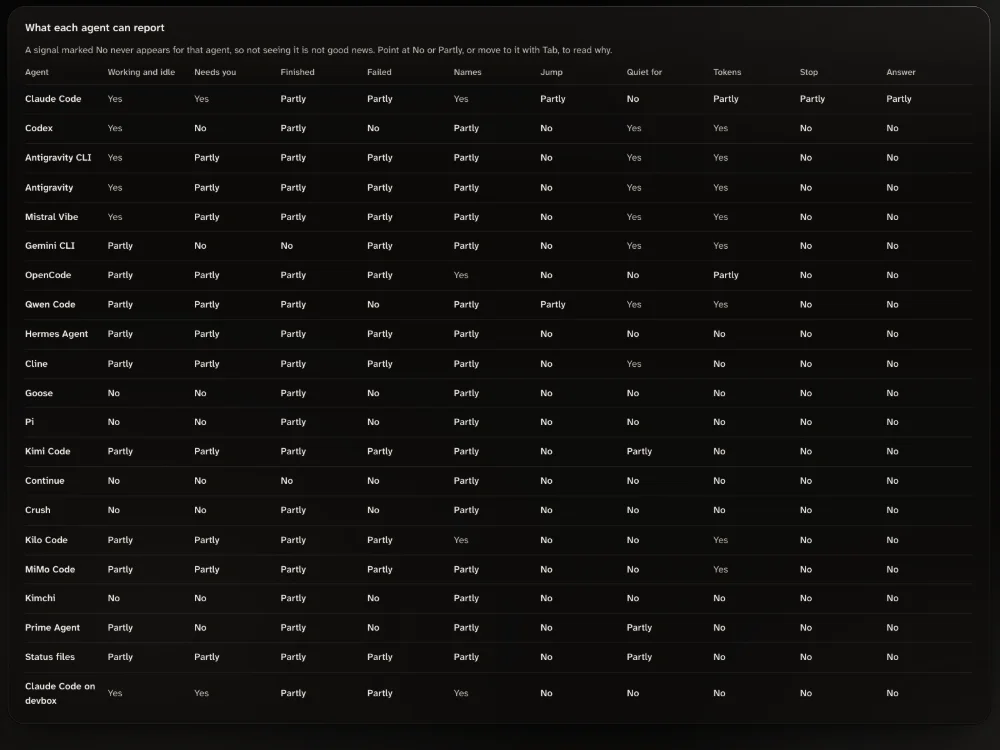 What each agent can report
A signal marked No never appears for that agent, so not seeing it is not good news. Point at No or Partly, or move to it with Tab, to read why.
Agent Working and idle Needs you Finished Failed Names Jump Quiet for Tokens Stop Answer
Claude Code Yes Yes Partly Partly Yes Partly No Partly Partly Partly
Codex Yes No Partly No Partly No Yes Yes No No
Antigravity CLI Yes Partly Partly Partly Partly No Yes Yes No No
Antigravity Yes Partly Partly Partly Partly No Yes Yes No No
Mistral Vibe Yes Partly Partly Partly Partly No Yes Yes No No
Gemini CLI Partly No No Partly Partly No Yes Yes No No
OpenCode Partly Partly Partly Partly Yes No No Partly No No
Qwen Code Partly Partly Partly No Partly Partly Yes Yes No No
Hermes Agent Partly Partly Partly Partly Partly No No No No No
Cline Partly Partly Partly Partly Partly No Yes No No No
Goose No No Partly No Partly No No No No No
Pi No No Partly No Partly No No No No No
Kimi Code Partly Partly Partly Partly Partly No Partly No No No
Continue No No No No Partly No No No No No
Crush No No Partly No Partly No No No No No
Kilo Code Partly Partly Partly Partly Yes No No Yes No No
MiMo Code Partly Partly Partly Partly Partly No No Yes No No
Kimchi No No Partly No Partly No No No No No
Prime Agent Partly No Partly No Partly No Partly No No No
Status files Partly Partly Partly Partly Partly No Partly No No No
Claude Code on
devbox Yes Yes Partly Partly Yes No No No No No